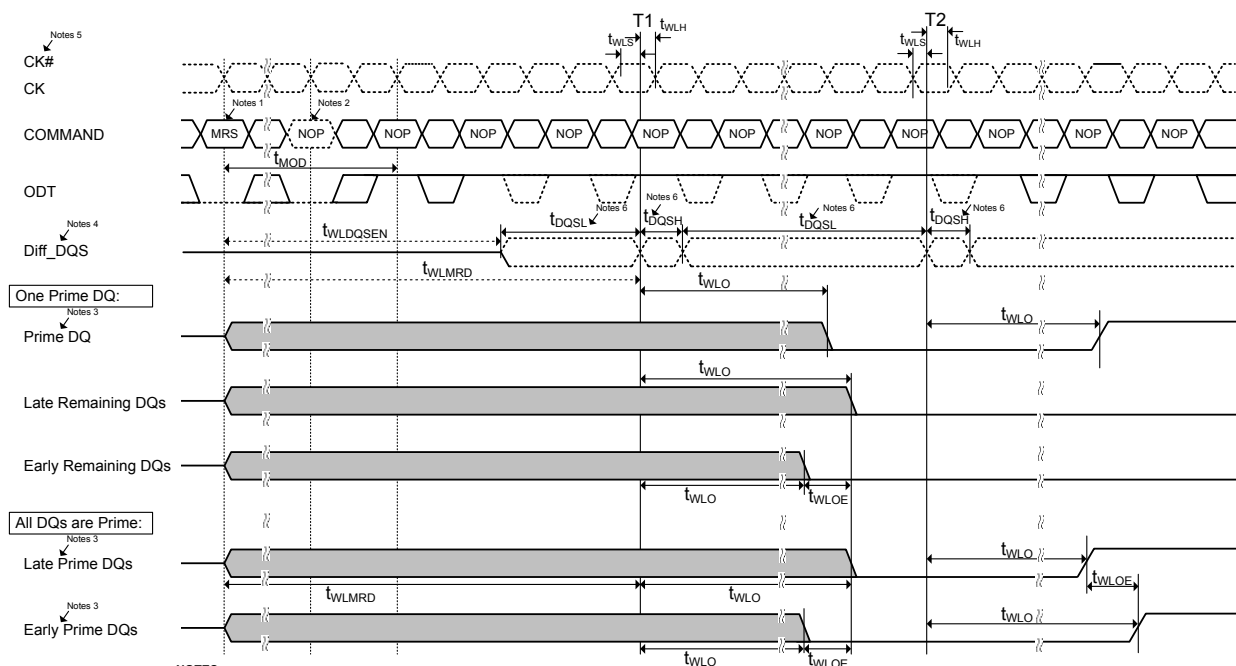 T1 T2
tWLS tWLH tWLS tWLH
Notes 5
CK#
CK
Notes 1 Notes 2
COMMAND MRS NOP NOP NOP NOP NOP NOP NOP NOP NOP NOP
tMOD
ODT
Notes 6 Notes 6 Notes 6 Notes 6
tDQSL tDQSH tDQSL tDQSH
Notes 4
tWLDQSEN
Diff_DQS
tWLMRD
tWLO
One Prime DQ:
Notes 3
tWLO
Prime DQ
tWLO
Late Remaining DQs
Early Remaining DQs
tWLO tWLOE
All DQs are Prime:
Notes 3
tWLO
Late Prime DQs
tWLOE
tWLMRD tWLO
Notes 3
tWLO
Early Prime DQs
tWLO tWLOE